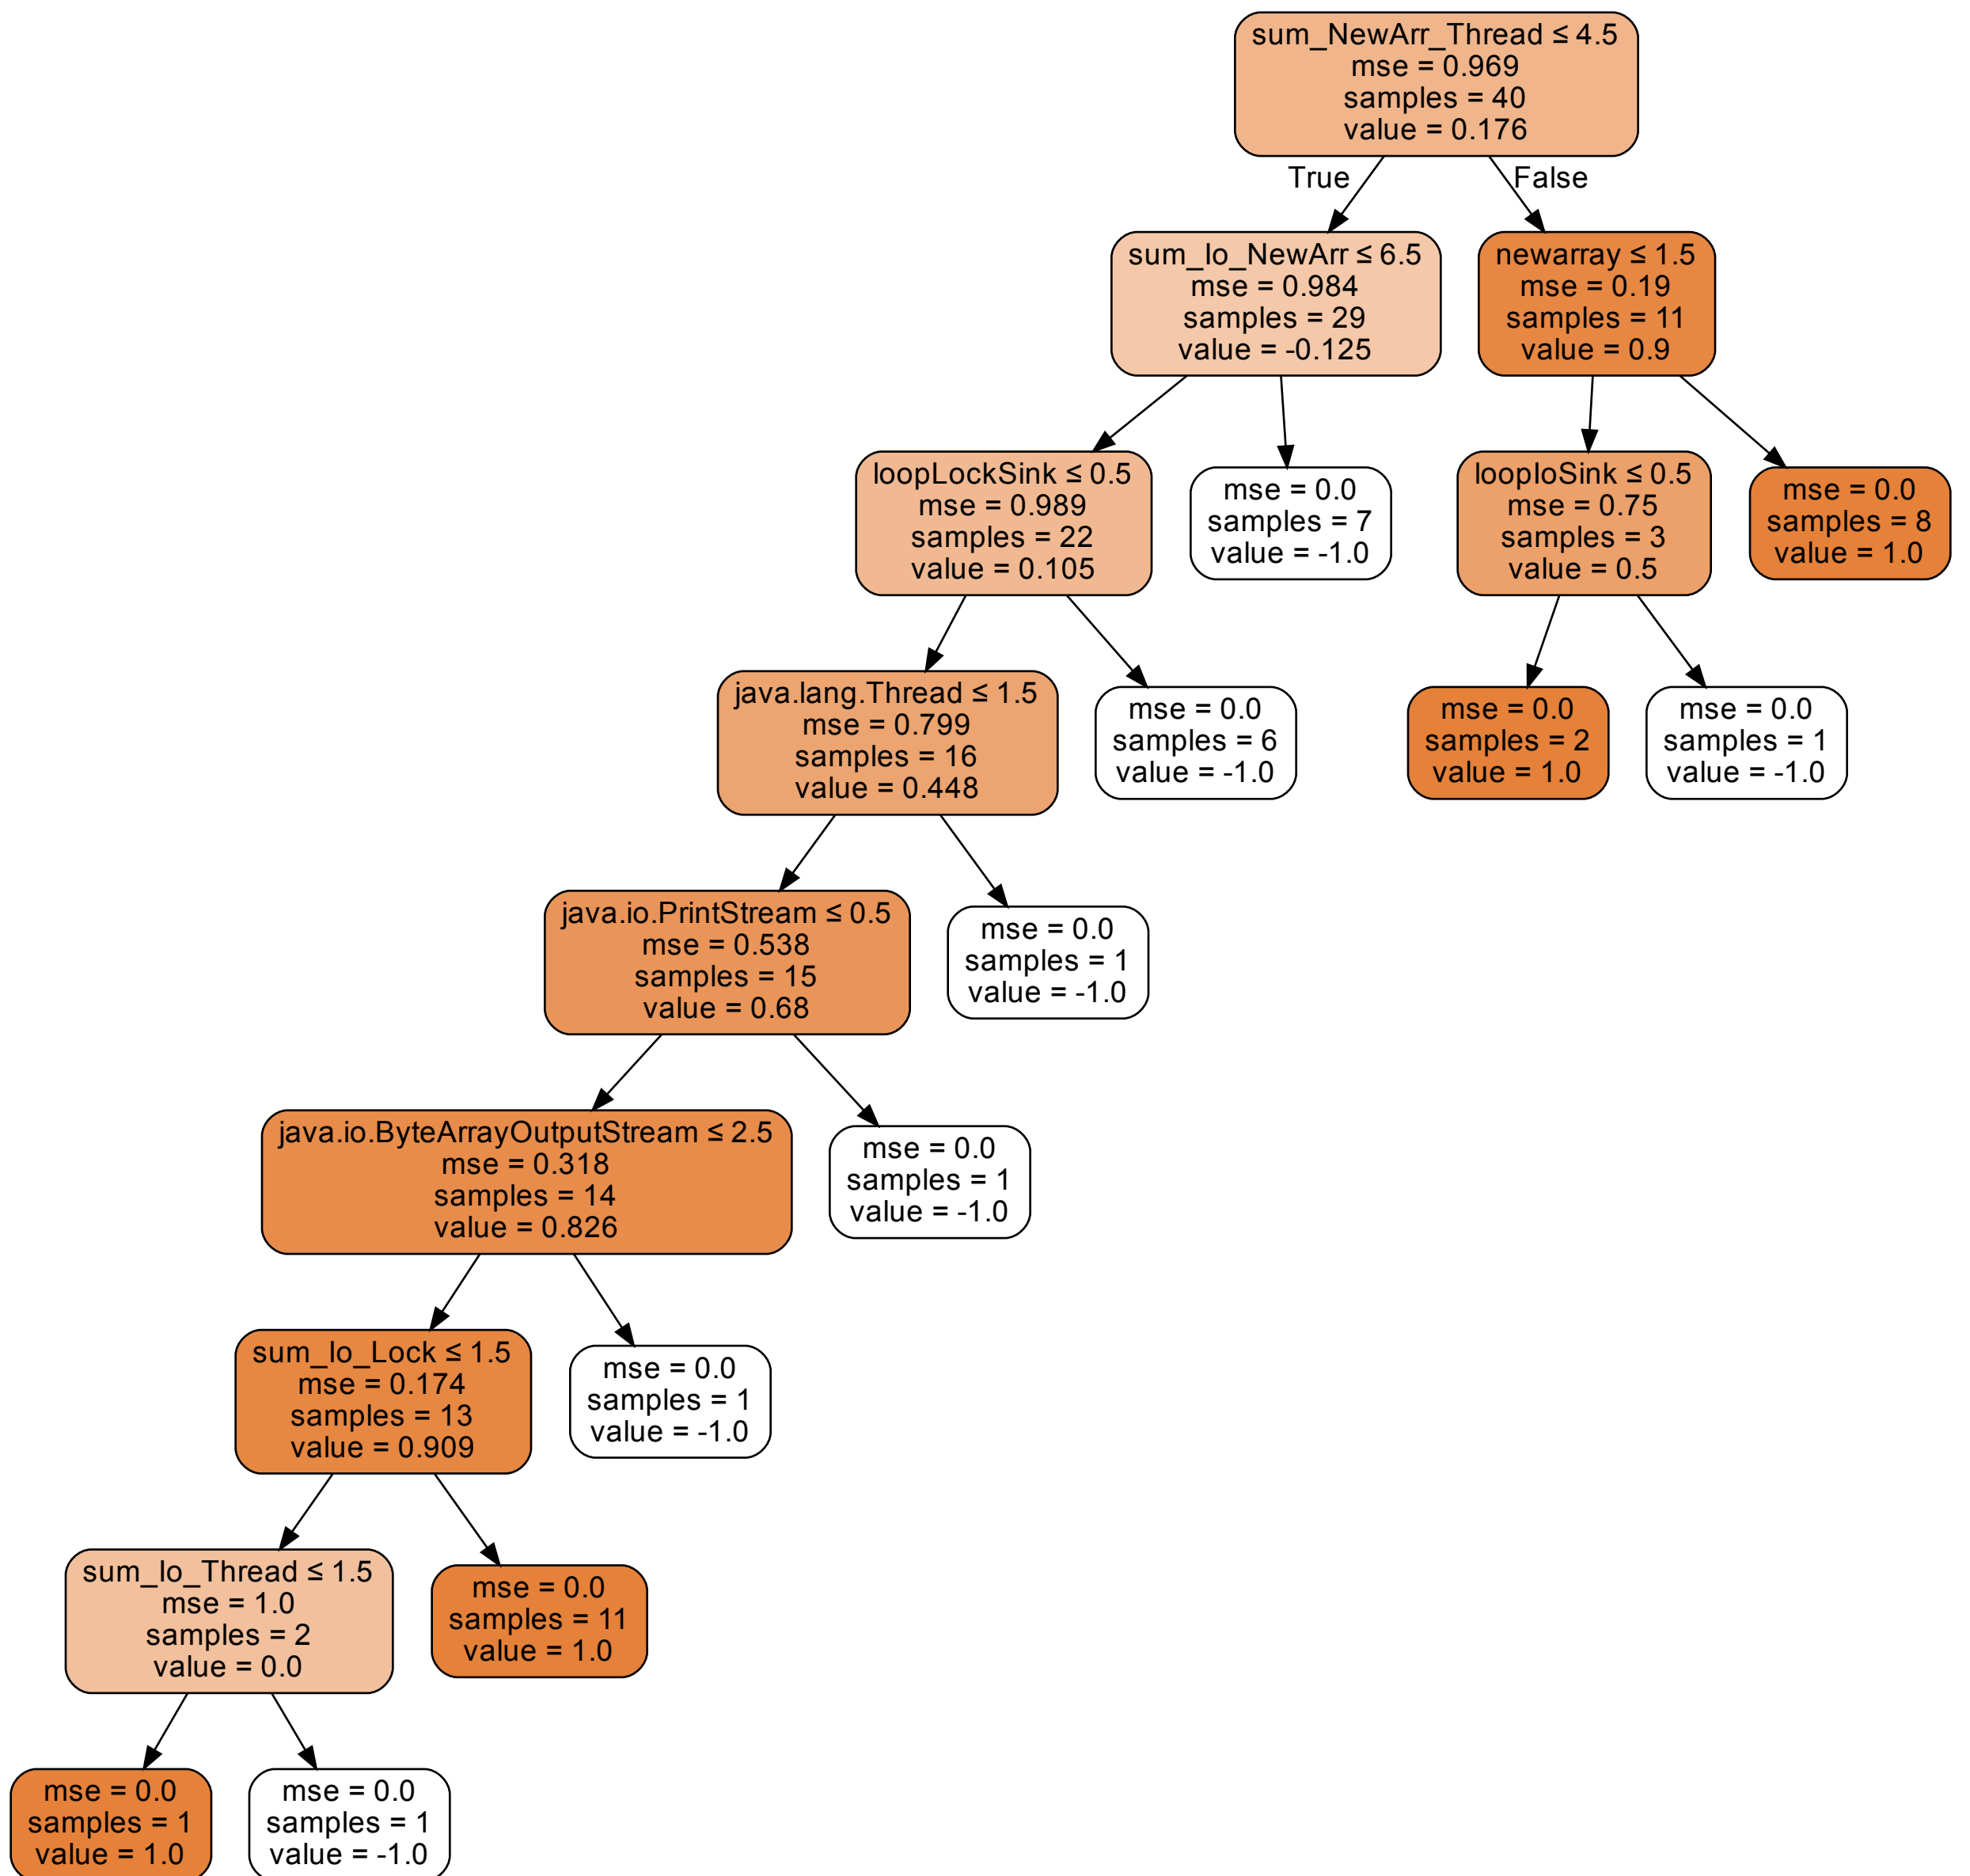 sum_NewArr_Thread ≤ 4.5
mse = 0.969
samples = 40
value = 0.176
True
False
sum_Io_NewArr ≤ 6.5
mse = 0.984
samples = 29
value = -0.125
newarray ≤ 1.5
mse = 0.19
samples = 11
value = 0.9
loopLockSink ≤ 0.5
mse = 0.989
samples = 22
value = 0.105
mse = 0.0
samples = 7
value = -1.0
loopIoSink ≤ 0.5
mse = 0.75
samples = 3
value = 0.5
mse = 0.0
samples = 8
value = 1.0
java.lang.Thread ≤ 1.5
mse = 0.799
samples = 16
value = 0.448
mse = 0.0
samples = 6
value = -1.0
mse = 0.0
samples = 2
value = 1.0
mse = 0.0
samples = 1
value = -1.0
java.io.PrintStream ≤ 0.5
mse = 0.538
samples = 15
value = 0.68
mse = 0.0
samples = 1
value = -1.0
java.io.ByteArrayOutputStream ≤ 2.5
mse = 0.318
samples = 14
value = 0.826
mse = 0.0
samples = 1
value = -1.0
sum_Io_Lock ≤ 1.5
mse = 0.174
samples = 13
value = 0.909
mse = 0.0
samples = 1
value = -1.0
sum_Io_Thread ≤ 1.5
mse = 1.0
samples = 2
value = 0.0
mse = 0.0
samples = 11
value = 1.0
mse = 0.0
samples = 1
value = 1.0
mse = 0.0
samples = 1
value = -1.0